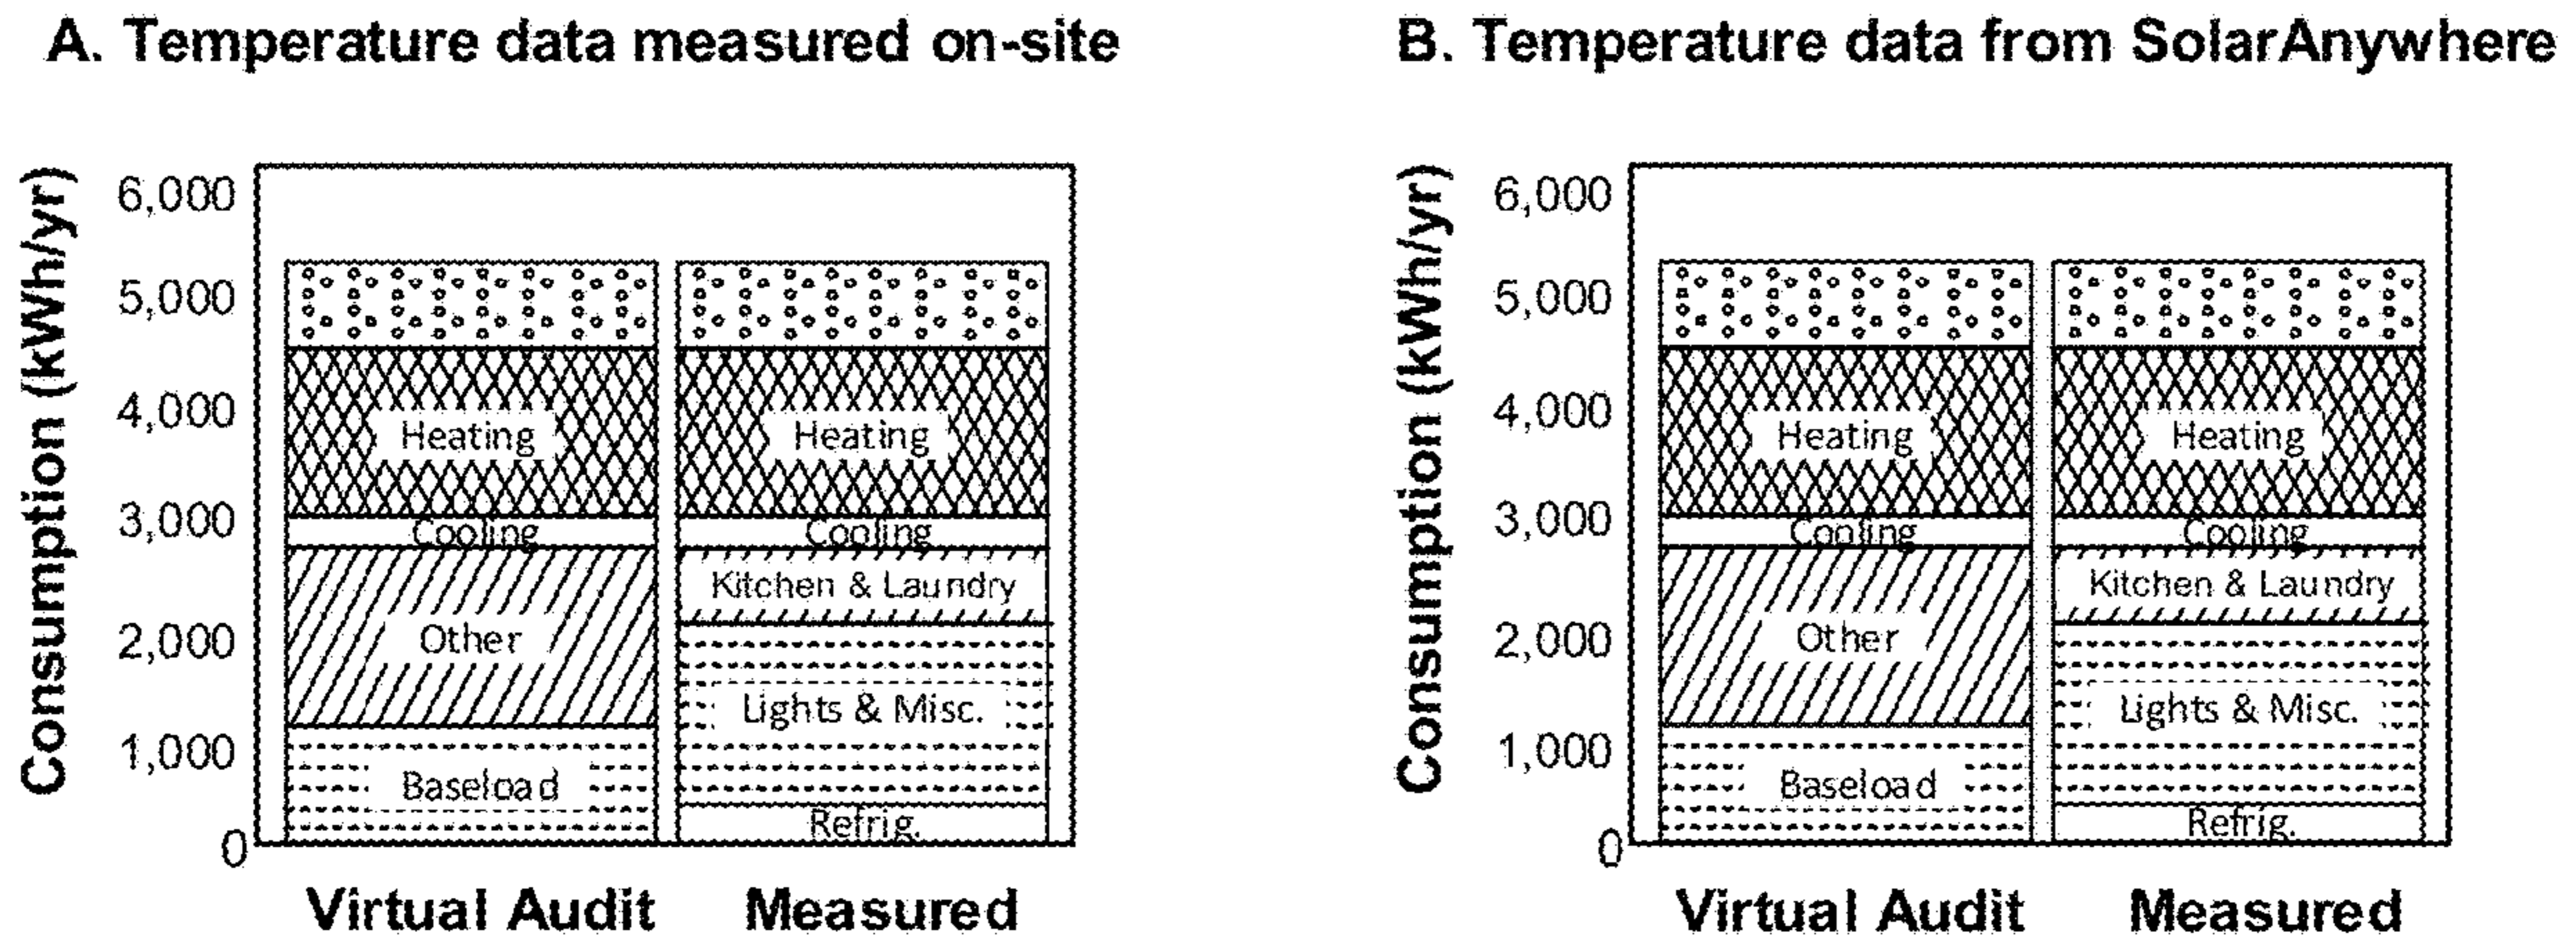 A. Temperature data measured on-site
Consumption (kWh/yr)
6,000
5,000
4,000
3,000
2,000
1,000
0
Heating
Cooling
Other
Baseload
Heating
Cooling
Kitchen & Laundry
Lights & Misc.
Refrig.
Virtual Audit
Measured
B. Temperature data from SolarAnywhere
Consumption (kWh/yr)
6,000
5,000
4,000
3,000
2,000
1,000
0
Heating
Cooling
Other
Baseload
Heating
Cooling
Kitchen & Laundry
Lights & Misc.
Refrig.
Virtual Audit
Measured